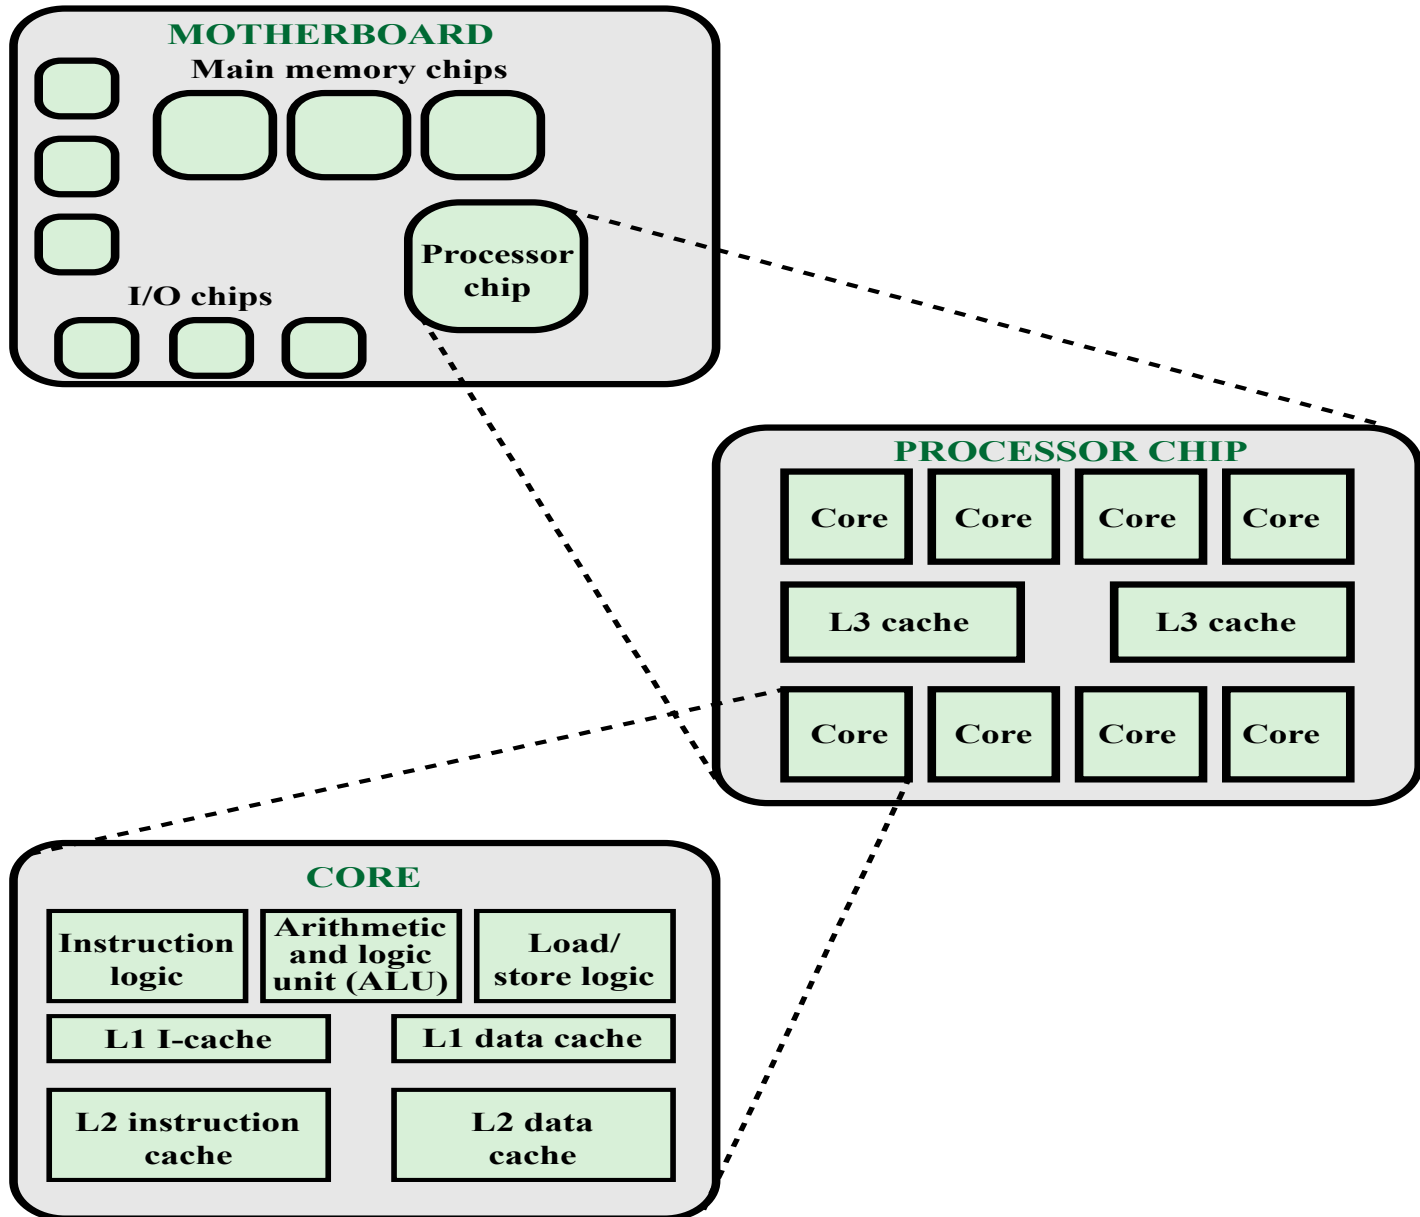 MOTHERBOARD
Main memory chips
Processor
chip
I/O chips
PROCESSOR CHIP
Core
Core
Core
Core
L3 cache
L3 cache
Core
Core
Core
Core
CORE
Instruction
logic
Arithmetic
and logic
unit (ALU)
Load/
store logic
L1 I-cache
L1 data cache
L2 instruction
cache
L2 data
cache